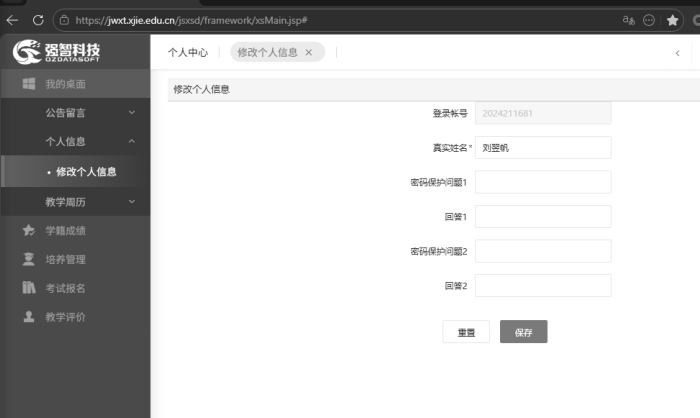 https://jwxt.xjie.edu.cn/jsxsd/framework/xsMain.jsp#
强智科技
QZDATASOFT
个人中心
修改个人信息
我的桌面
公告留言
个人信息
修改个人信息
教学周历
学籍成绩
培养管理
考试报名
教学评价
修改个人信息
登录帐号 2024211681
真实姓名* 刘翌帆
密码保护问题1
回答1
密码保护问题2
回答2
重置 保存